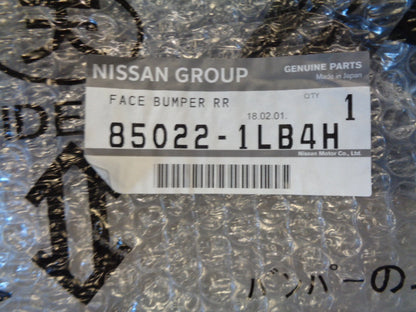 NISSAN GROUP
GENUINE PARTS
Made in Japan
FACE BUMPER RR
QTY
18.02.01.
1
85022-1LB4H
Nissan Motor Co., Ltd.
IDE
バンパーの